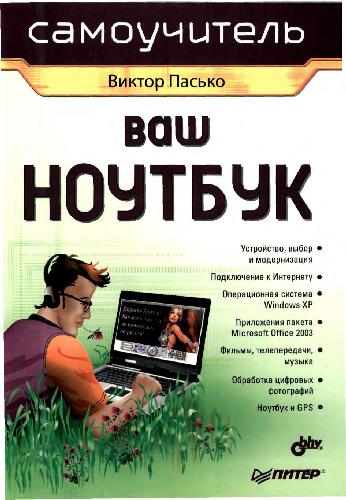 самоучитель
Виктор Пасько
ваш
НОУТБУК
Устройство, выбор
и модернизация
Подключение к Интернету
Операционная система
Windows XP
Приложения пакета
Microsoft Office 2003
Фильмы, телепередачи,
музыка
Обработка цифровых
фотографий
Ноутбук и GPS
bhv
ПИТЕР®